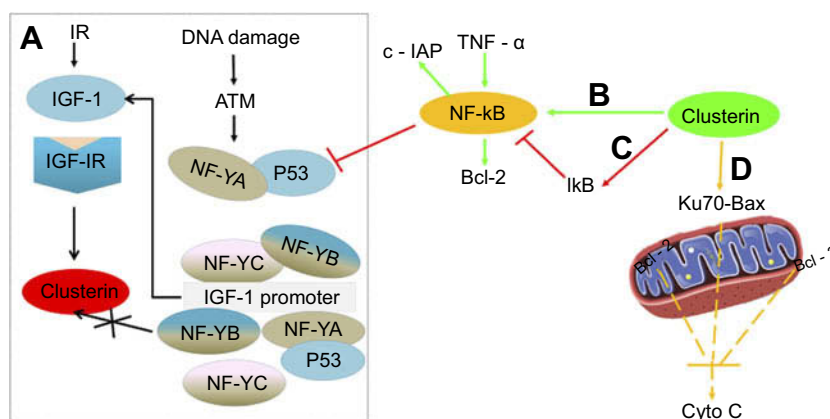 A
IR
IGF-1
IGF-IR
Clusterin
DNA damage
ATM
NF-YA
P53
NF-YC
NF-YB
IGF-1 promoter
NF-YB
NF-YA
P53
NF-YC
c - IAP
TNF - α
NF-kB
Bcl-2
B
C
IkB
Clusterin
D
Ku70-Bax
Bcl - 2
Bcl -
Cyto C